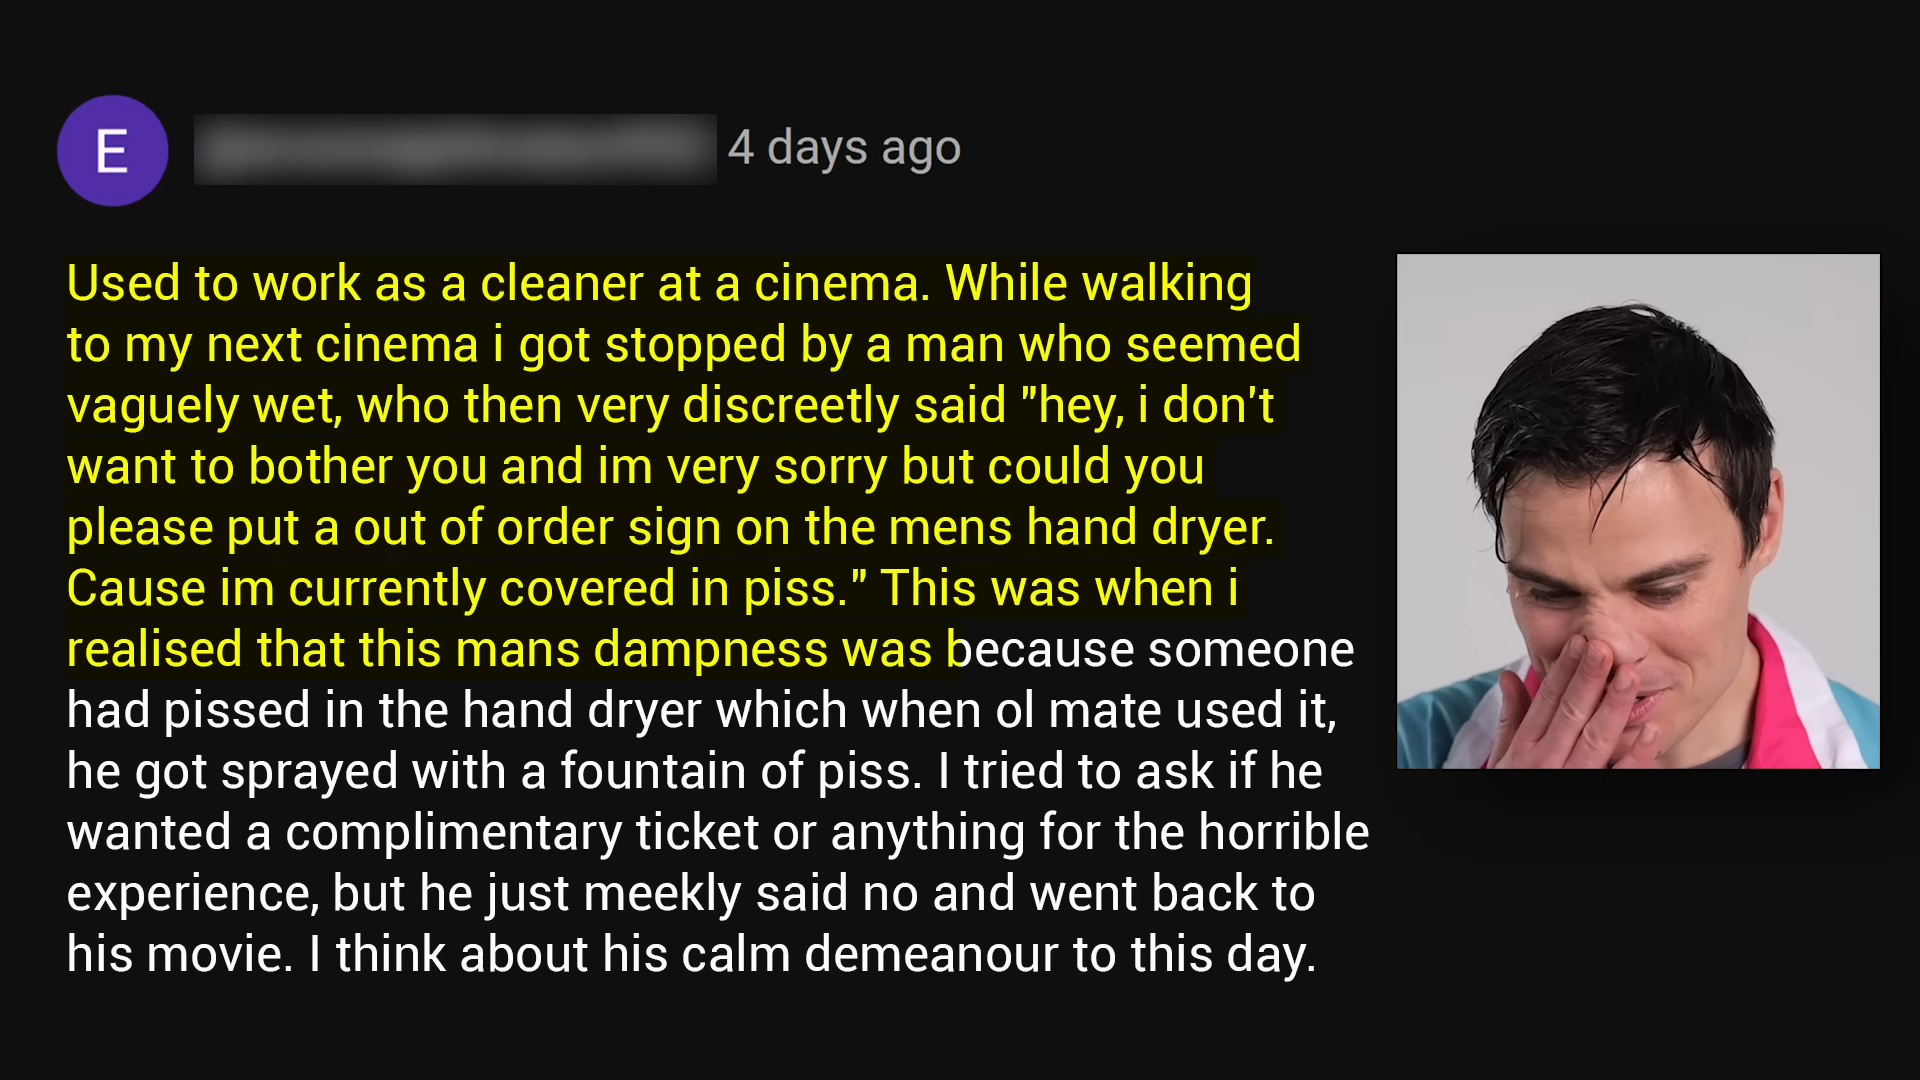 E
4 days ago
Used to work as a cleaner at a cinema. While walking
to my next cinema i got stopped by a man who seemed
vaguely wet, who then very discreetly said "hey, i don't
want to bother you and im very sorry but could you
please put a out of order sign on the mens hand dryer.
Cause im currently covered in piss." This was when i
realised that this mans dampness was because someone
had pissed in the hand dryer which when ol mate used it,
he got sprayed with a fountain of piss. I tried to ask if he
wanted a complimentary ticket or anything for the horrible
experience, but he just meekly said no and went back to
his movie. I think about his calm demeanour to this day.